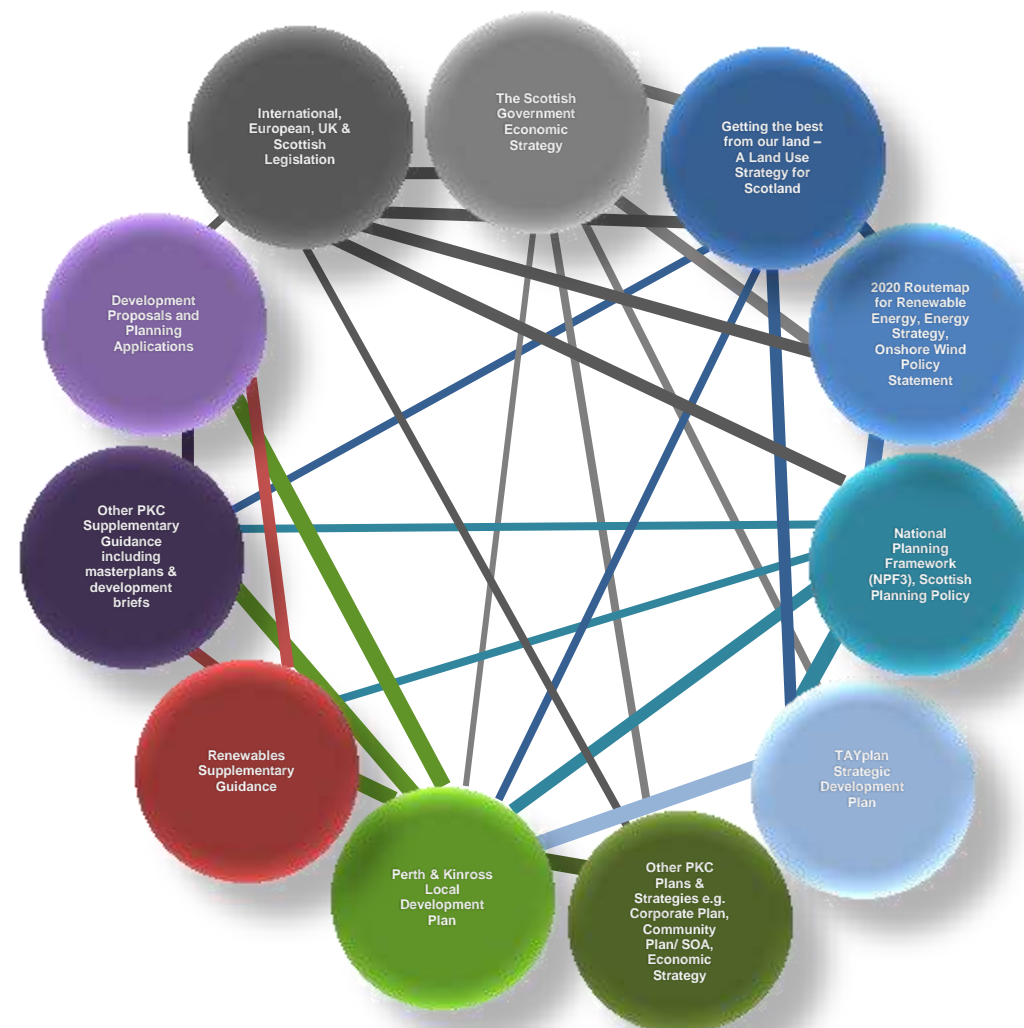 The Scottish
Government
Economic
Strategy
International,
European, UK &
Scottish
Legislation
Getting the best
from our land –
A Land Use
Strategy for
Scotland
2020 Routemap
for Renewable
Energy, Energy
Strategy,
Onshore Wind
Policy
Statement
Development
Proposals and
Planning
Applications
Other PKC
Supplementary
Guidance
including
masterplans &
development
briefs
National
Planning
Framework
(NPF3), Scottish
Planning Policy
Renewables
Supplementary
Guidance
TAYplan
Strategic
Development
Plan
Perth & Kinross
Local
Development
Plan
Other PKC
Plans &
Strategies e.g.
Corporate Plan,
Community
Plan/ SOA,
Economic
Strategy